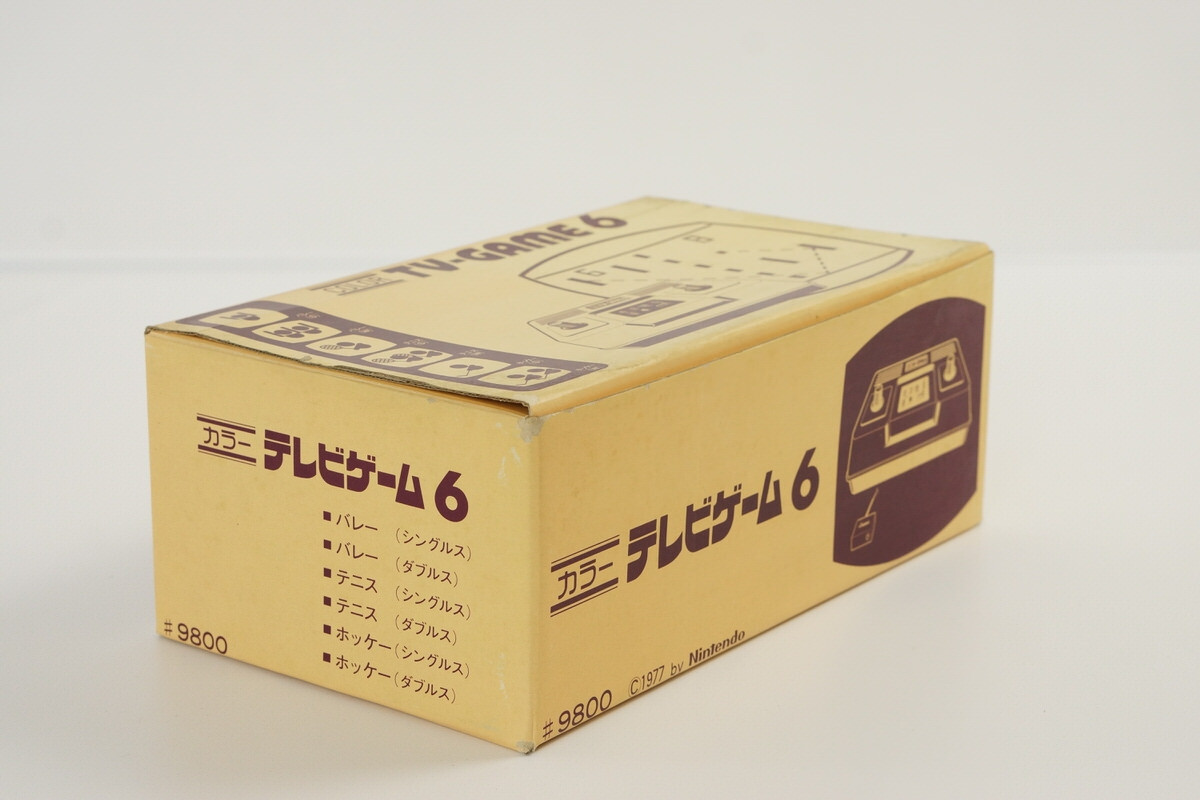 COLOR TV-GAME 6
カラー テレビゲーム 6
■バレー (シングルス)
■バレー (ダブルス)
■テニス (シングルス)
■テニス (ダブルス)
■ホッケー(シングルス)
■ホッケー(ダブルス)
#9800
カラー テレビゲーム 6
#9800 ©1977 by Nintendo